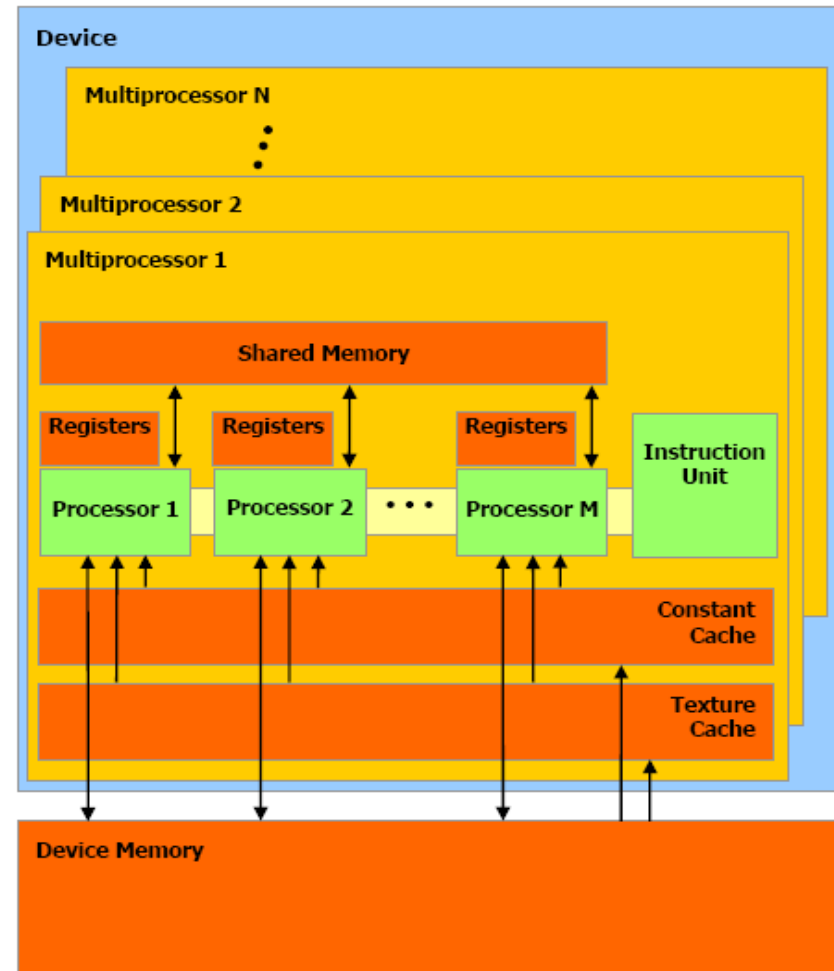 Device
Multiprocessor N
Multiprocessor 2
Multiprocessor 1
Shared Memory
Registers
Registers
Registers
Instruction
Unit
Processor 1
Processor 2
Processor M
Constant
Cache
Texture
Cache
Device Memory